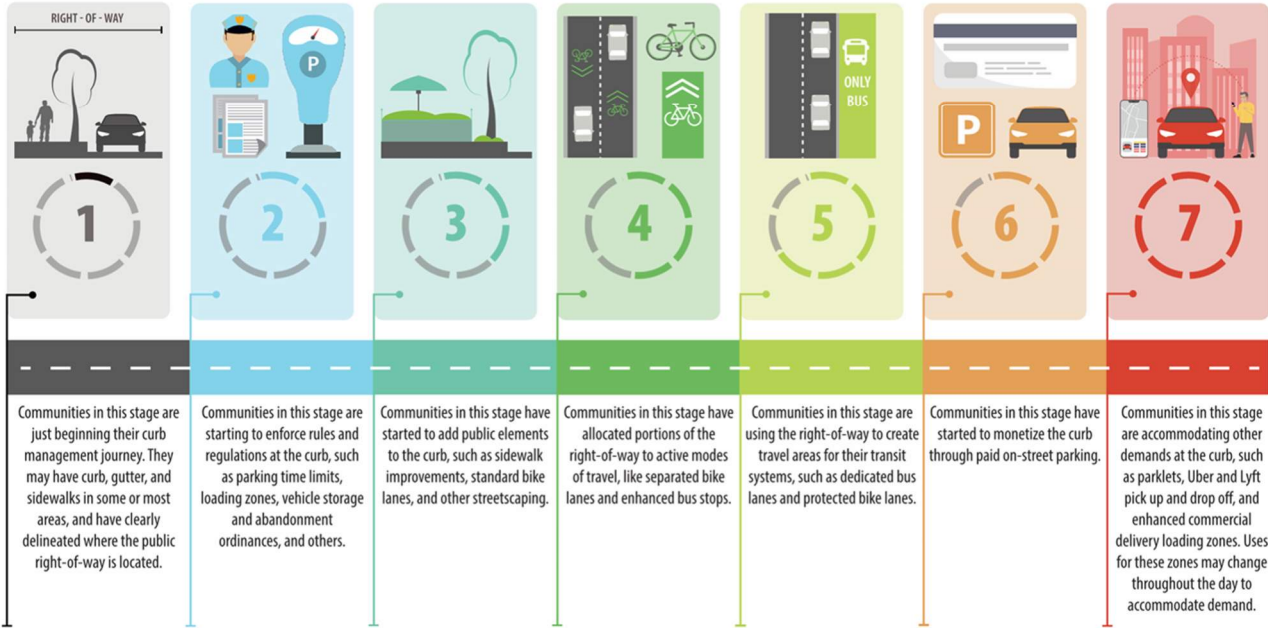 RIGHT - OF - WAY
P
ONLY
BUS
P
1
2
3
4
5
6
7
Communities in this stage are
just beginning their curb
management journey. They
may have curb, gutter, and
sidewalks in some or most
areas, and have clearly
delineated where the public
right-of-way is located.
Communities in this stage are
starting to enforce rules and
regulations at the curb, such
as parking time limits,
loading zones, vehicle storage
and abandonment
ordinances, and others.
Communities in this stage have
started to add public elements
to the curb, such as sidewalk
improvements, standard bike
lanes, and other streetscaping.
Communities in this stage have
allocated portions of the
right-of-way to active modes
of travel, like separated bike
lanes and enhanced bus stops.
Communities in this stage are
using the right-of-way to create
travel areas for their transit
systems, such as dedicated bus
lanes and protected bike lanes.
Communities in this stage have
started to monetize the curb
through paid on-street parking.
Communities in this stage
are accommodating other
demands at the curb, such
as parklets, Uber and Lyft
pick up and drop off, and
enhanced commercial
delivery loading zones. Uses
for these zones may change
throughout the day to
accommodate demand.